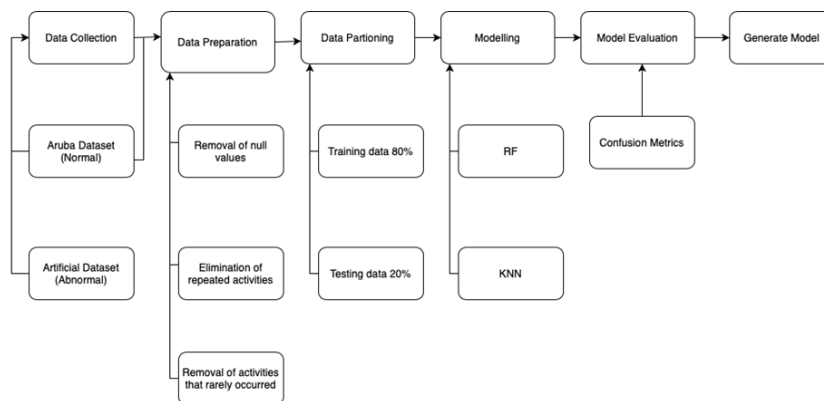 Data Collection
Data Preparation
Data Partioning
Modelling
Model Evaluation
Generate Model
Aruba Dataset
(Normal)
Removal of null
values
Training data 80%
RF
Confusion Metrics
Artificial Dataset
(Abnormal)
Elimination of
repeated activities
Testing data 20%
KNN
Removal of activities
that rarely occurred